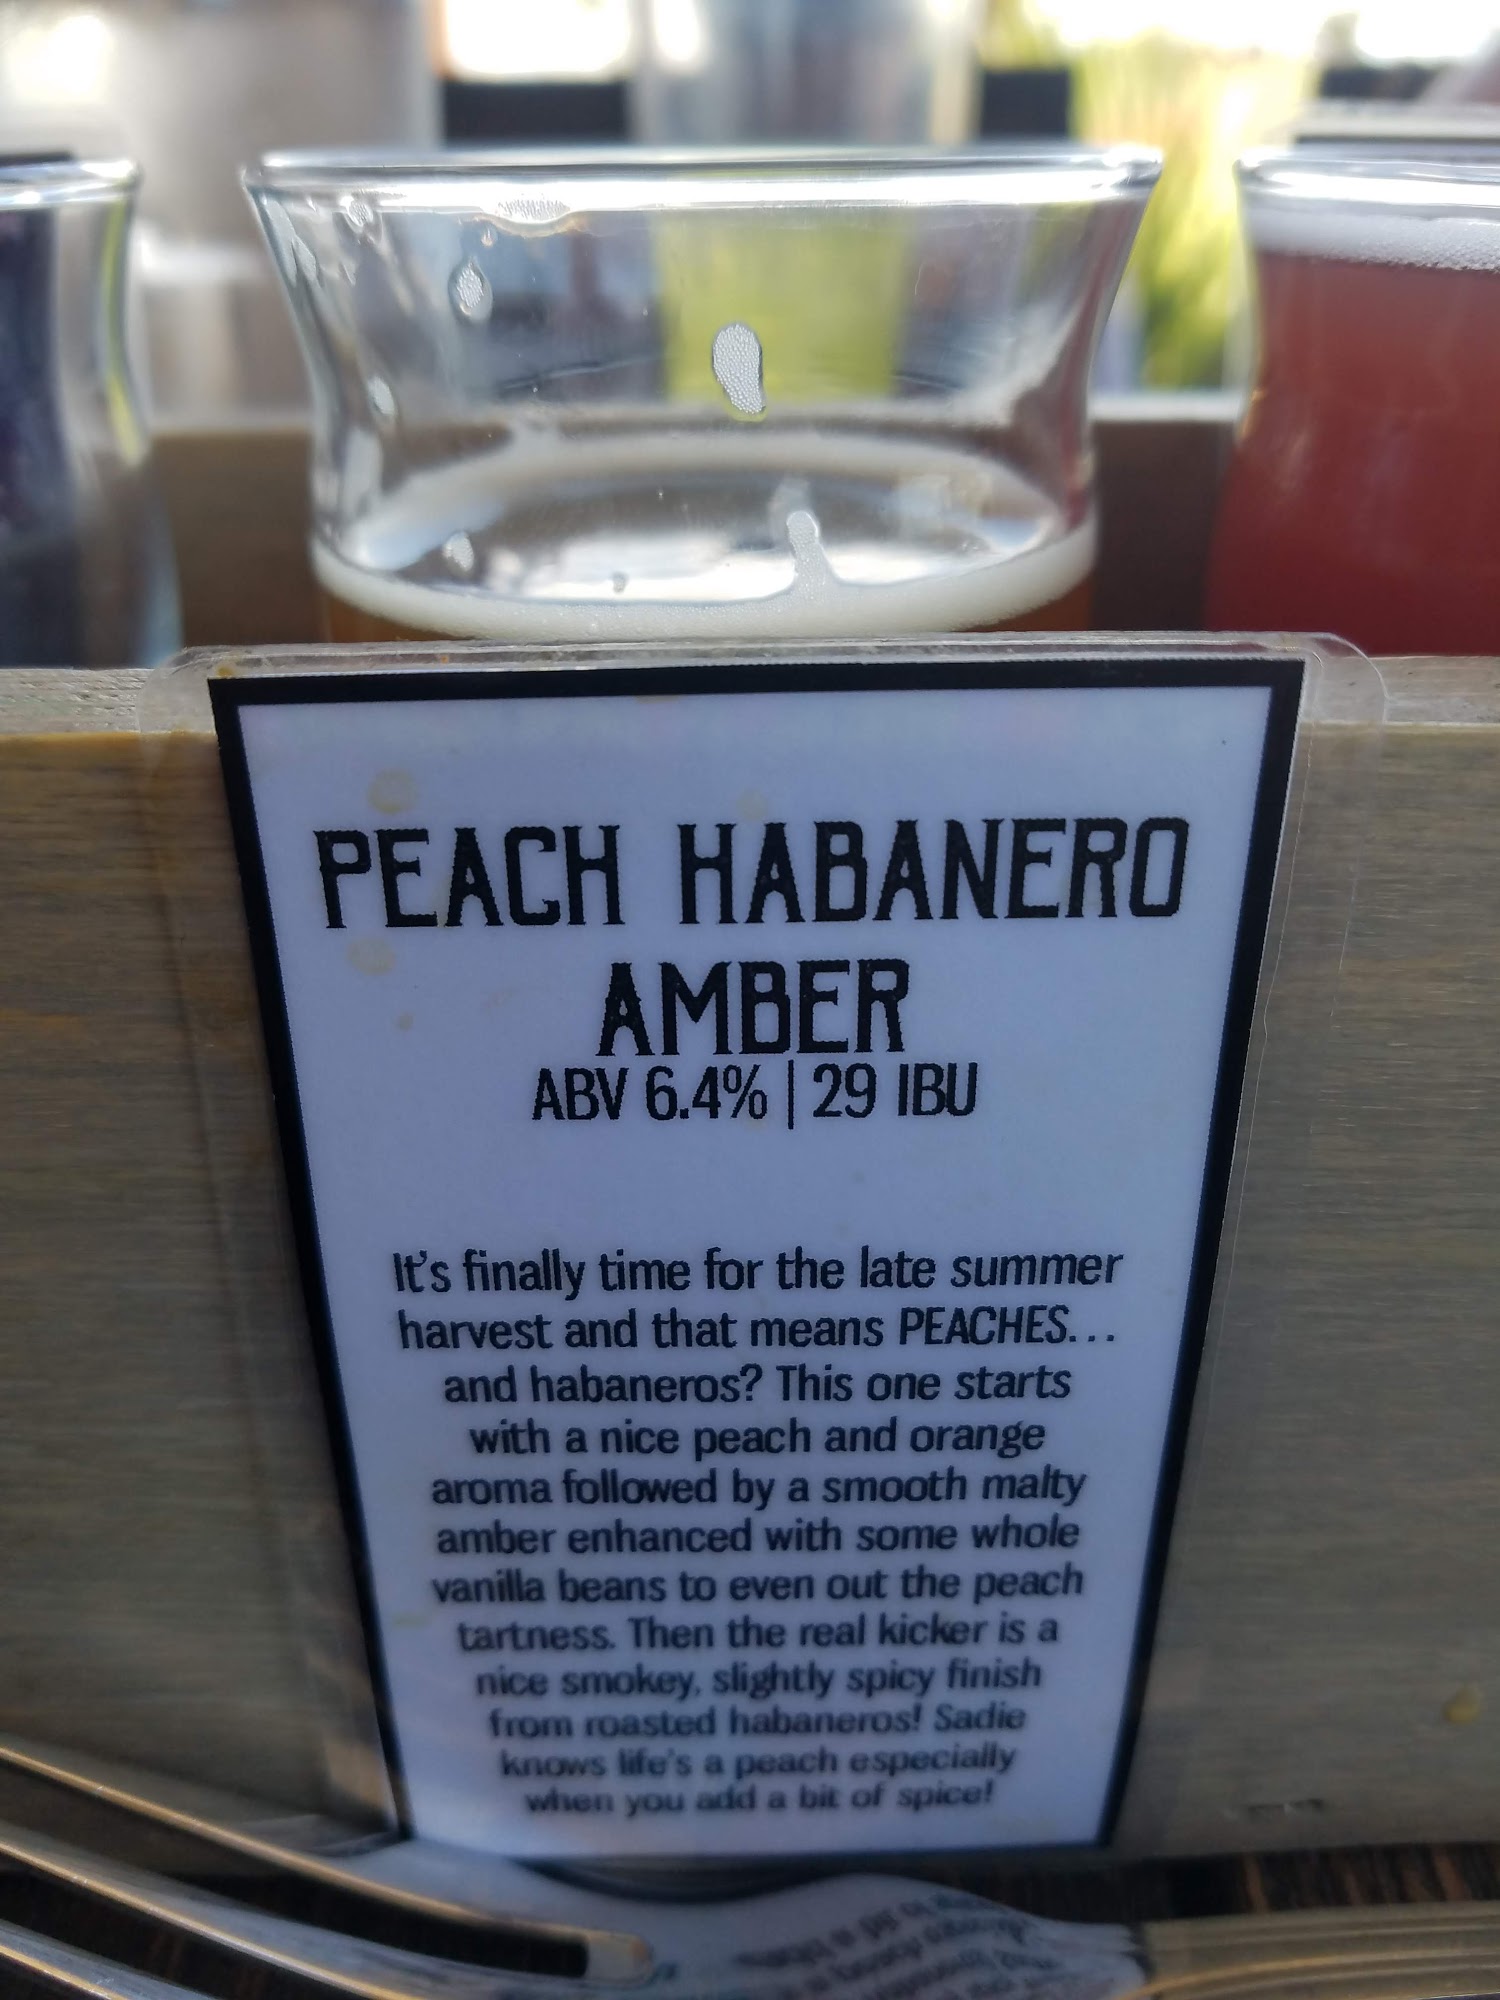 PEACH HABANERO
AMBER
ABV 6.4% | 29 IBU
It's finally time for the late summer
harvest and that means PEACHES...
and habaneros? This one starts
with a nice peach and orange
aroma followed by a smooth malty
amber enhanced with some whole
vanilla beans to even out the peach
tartness. Then the real kicker is a
nice smokey, slightly spicy finish
from roasted habaneros! Sadie
knows life's a peach especially
when you add a bit of spice!